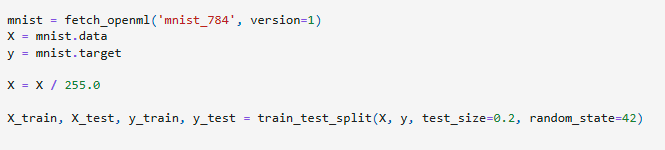 mnist = fetch_openml('mnist_784', version=1)
X = mnist.data
y = mnist.target
X = X / 255.0
X_train, X_test, y_train, y_test = train_test_split(X, y, test_size=0.2, random_state=42)